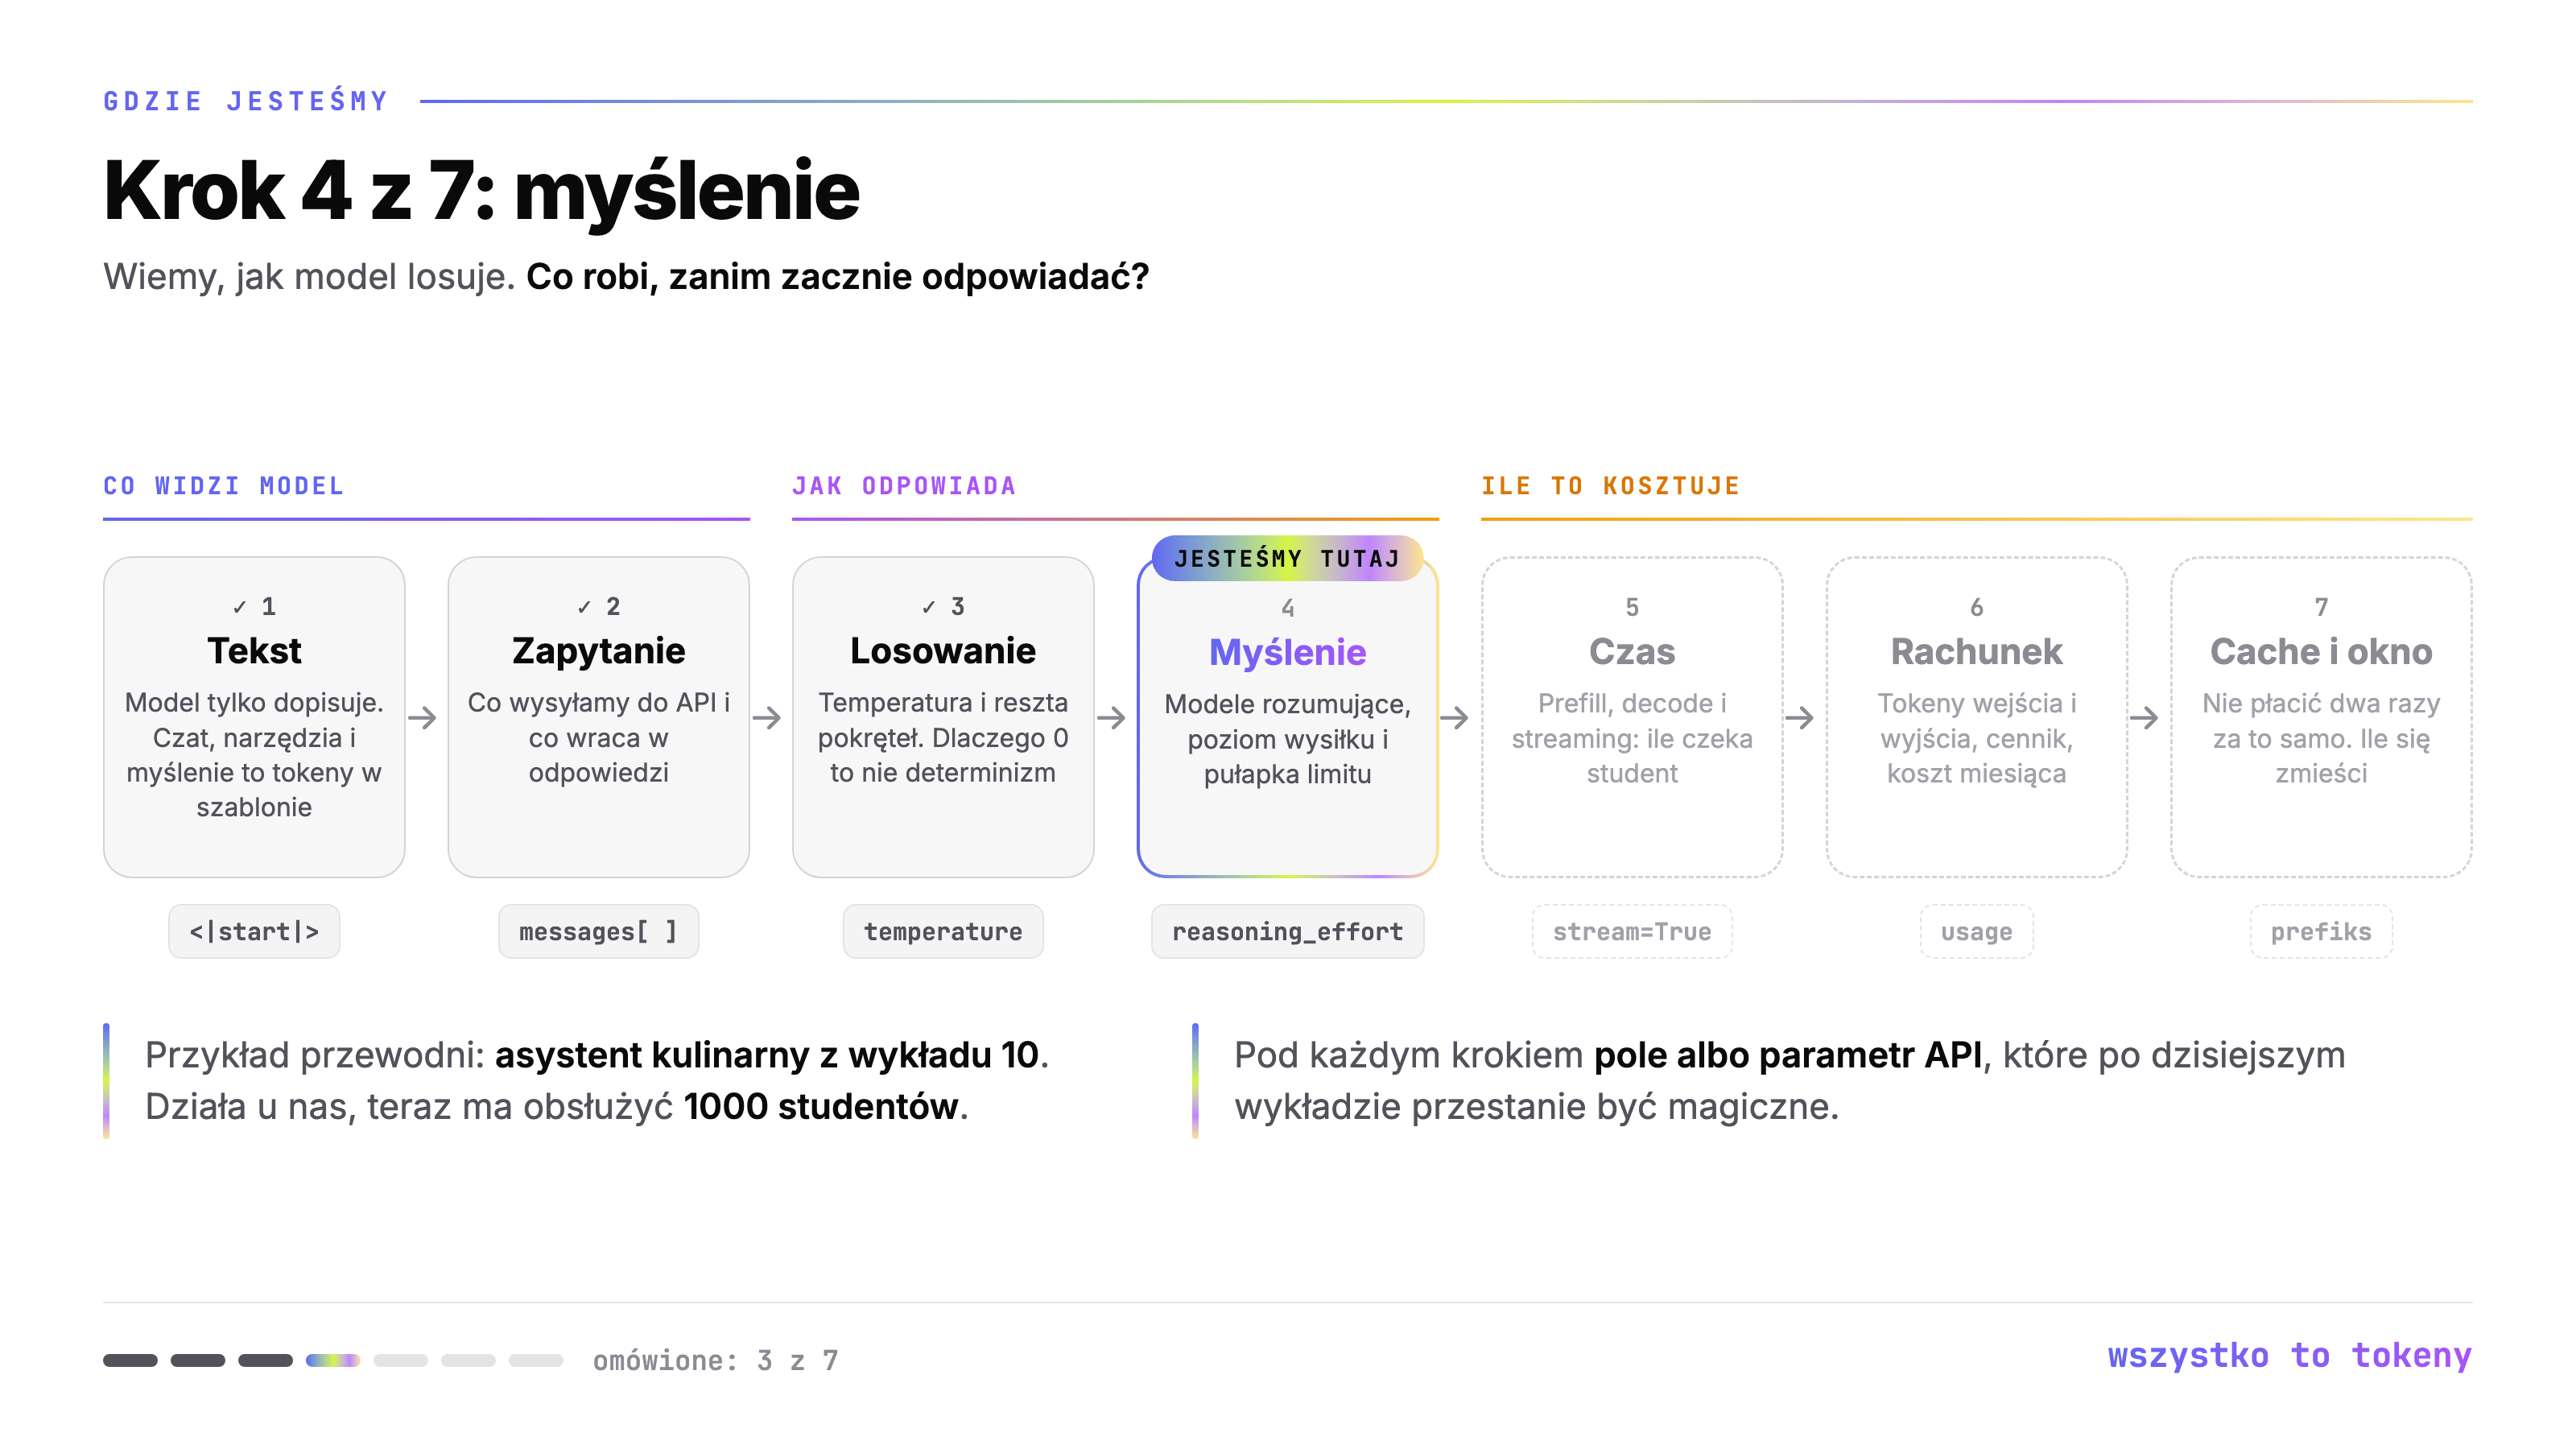 GDZIE JESTEŚMY
Krok 4 z 7: myślenie
Wiemy, jak model losuje. Co robi, zanim zacznie odpowiadać?
CO WIDZI MODEL
JAK ODPOWIADA
ILE TO KOSZTUJE
✓ 1
Tekst
Model tylko dopisuje.
Czat, narzędzia i
myślenie to tokeny w
szablonie
<|start|>
✓ 2
Zapytanie
Co wysyłamy do API i
co wraca w
odpowiedzi
messages[ ]
✓ 3
Losowanie
Temperatura i reszta
pokręteł. Dlaczego 0
to nie determinizm
temperature
JESTEŚMY TUTAJ
4
Myślenie
Modele rozumujące,
poziom wysiłku i
pułapka limitu
reasoning_effort
5
Czas
Prefill, decode i
streaming: ile czeka
student
stream=True
6
Rachunek
Tokeny wejścia i
wyjścia, cennik,
koszt miesiąca
usage
7
Cache i okno
Nie płacić dwa razy
za to samo. Ile się
zmieści
prefiks
Przykład przewodni: asystent kulinarny z wykładu 10.
Działa u nas, teraz ma obsłużyć 1000 studentów.
Pod każdym krokiem pole albo parametr API, które po dzisiejszym
wykładzie przestanie być magiczne.
omówione: 3 z 7
wszystko to tokeny